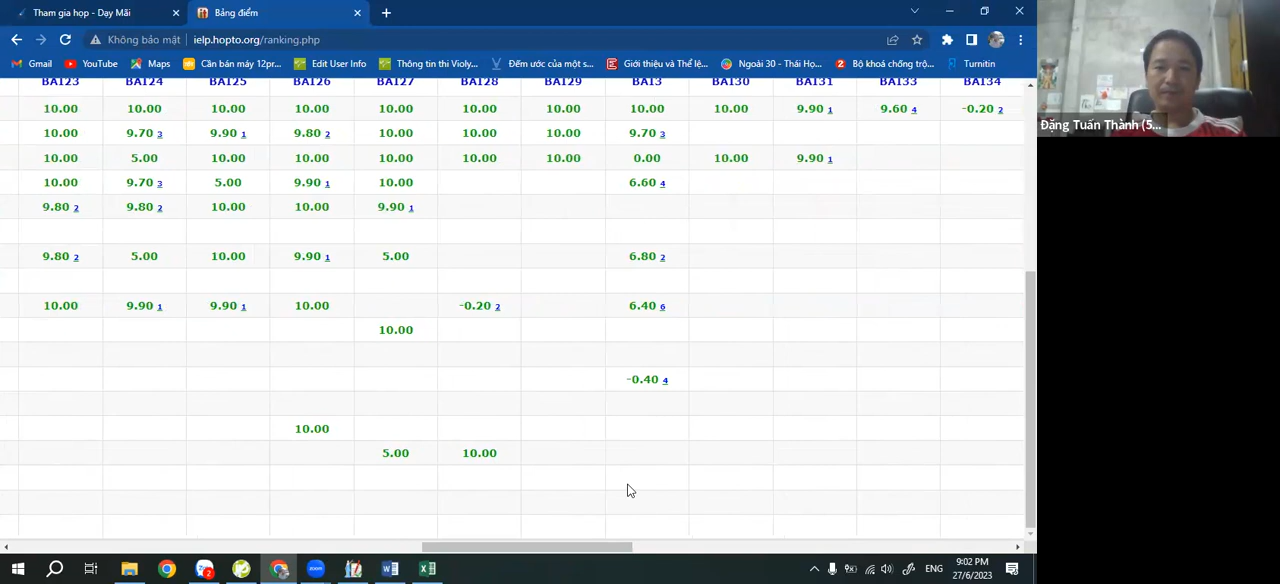 Tham gia họp - Dạy Mãi
Bảng điểm
Không bảo mật
ielp.hopto.org/ranking.php
Gmail YouTube Maps Cần bán máy 12pr... Edit User Info Thông tin thi Violy... Đếm ước của một s... Giới thiệu và Thể lệ... Ngoài 30 - Thái Họ... Bộ khoá chống trộ... Turnitin
BAI23 BAI24 BAI25 BAI26 BAI27 BAI28 BAI29 BAI3 BAI30 BAI31 BAI33 BAI34
10.00 10.00 10.00 10.00 10.00 10.00 10.00 10.00 10.00 9.90 1 9.60 4 -0.20 2
10.00 9.70 3 9.90 1 9.80 2 10.00 10.00 10.00 9.70 3
10.00 5.00 10.00 10.00 10.00 10.00 10.00 0.00 10.00 9.90 1
10.00 9.70 3 5.00 9.90 1 10.00 6.60 4
9.80 2 9.80 2 10.00 10.00 9.90 1
9.80 2 5.00 10.00 9.90 1 5.00 6.80 2
10.00 9.90 1 9.90 1 10.00 -0.20 2 6.40 6
10.00
-0.40 4
10.00
5.00 10.00
Đặng Tuấn Thành (5...
2
ENG
9:02 PM
27/6/2023